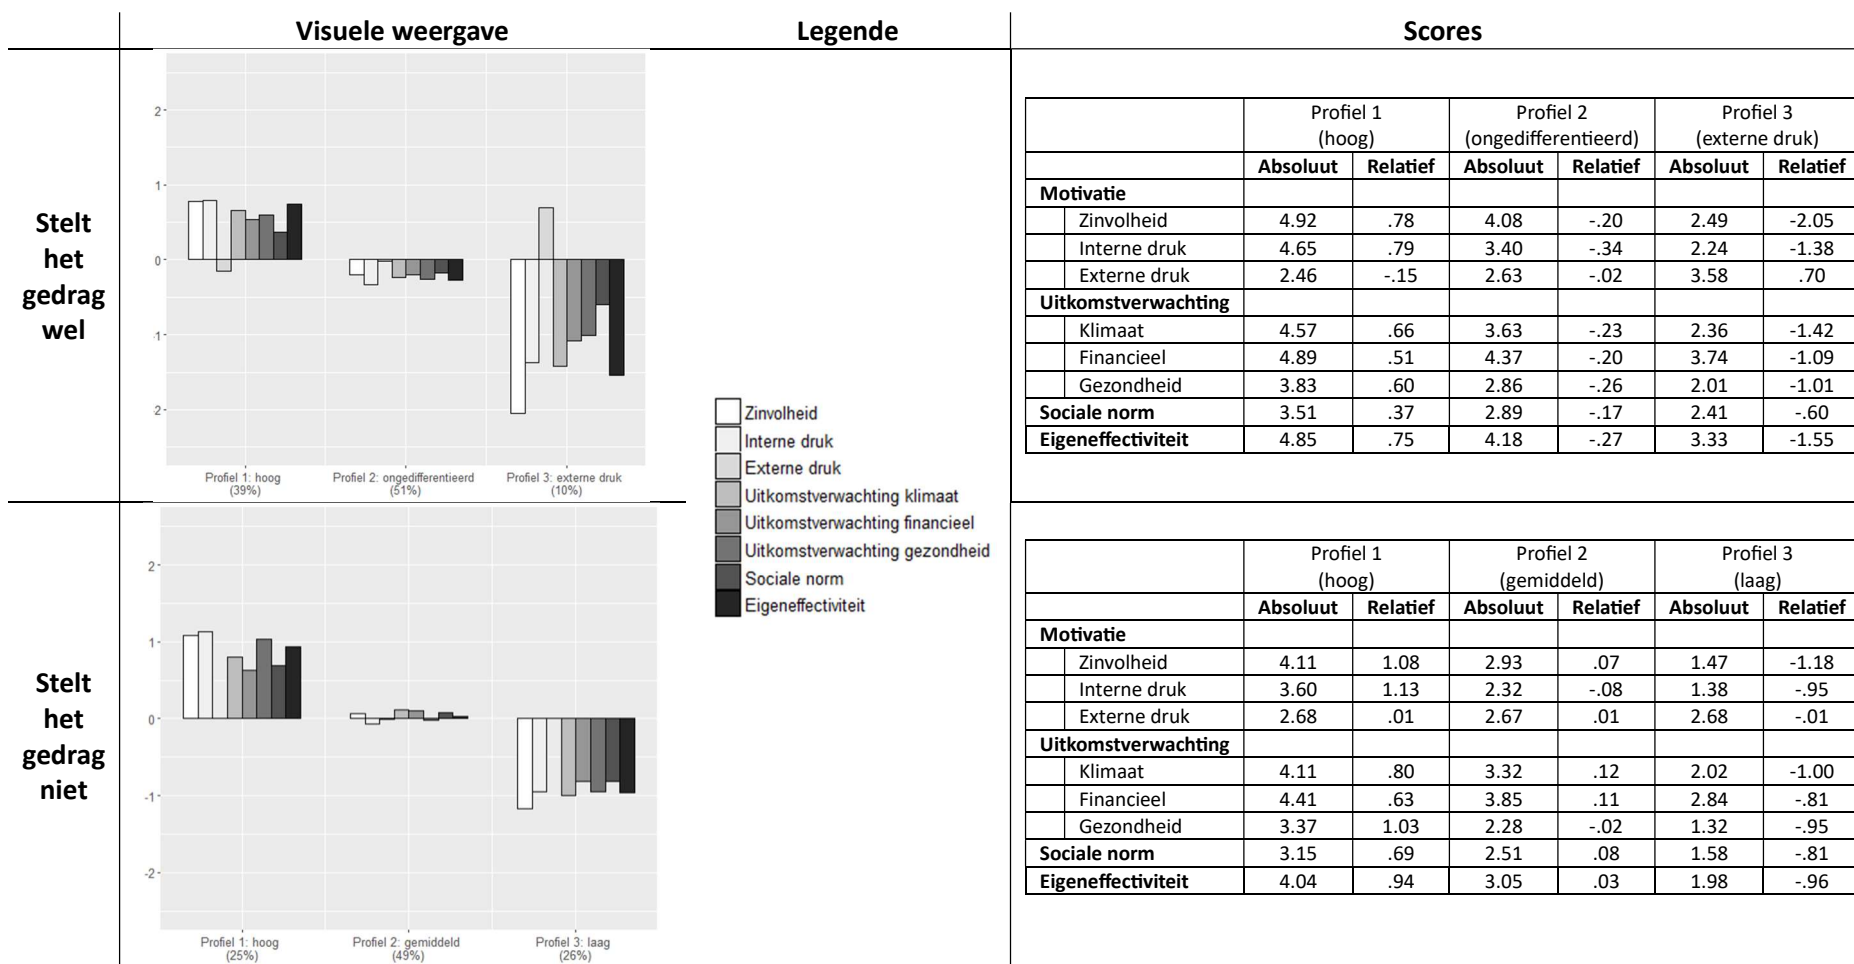 Visuele weergave Legende Scores
Stelt
het
gedrag
wel
2
1
0
-1
2
Profiel 1: hoog
(39%)
Profiel 2: ongedifferentieerd
(51%)
Profiel 3: externe druk
(10%)
Zinvolheid
Interne druk
Externe druk
Uitkomstverwachting klimaat
Uitkomstverwachting financieel
Uitkomstverwachting gezondheid
Sociale norm
Eigeneffectiviteit
Profiel 1 Profiel 2 Profiel 3
(hoog) (ongedifferentieerd) (externe druk)
Absoluut Relatief Absoluut Relatief Absoluut Relatief
Motivatie
Zinvolheid 4.92 .78 4.08 -.20 2.49 -2.05
Interne druk 4.65 .79 3.40 -.34 2.24 -1.38
Externe druk 2.46 -.15 2.63 -.02 3.58 .70
Uitkomstverwachting
Klimaat 4.57 .66 3.63 -.23 2.36 -1.42
Financieel 4.89 .51 4.37 -.20 3.74 -1.09
Gezondheid 3.83 .60 2.86 -.26 2.01 -1.01
Sociale norm 3.51 .37 2.89 -.17 2.41 -.60
Eigeneffectiviteit 4.85 .75 4.18 -.27 3.33 -1.55
Stelt
het
gedrag
niet
2
1
0
-1
-2
Profiel 1: hoog
(25%)
Profiel 2: gemiddeld
(49%)
Profiel 3: laag
(26%)
Profiel 1 Profiel 2 Profiel 3
(hoog) (gemiddeld) (laag)
Absoluut Relatief Absoluut Relatief Absoluut Relatief
Motivatie
Zinvolheid 4.11 1.08 2.93 .07 1.47 -1.18
Interne druk 3.60 1.13 2.32 -.08 1.38 -.95
Externe druk 2.68 .01 2.67 .01 2.68 -.01
Uitkomstverwachting
Klimaat 4.11 .80 3.32 .12 2.02 -1.00
Financieel 4.41 .63 3.85 .11 2.84 -.81
Gezondheid 3.37 1.03 2.28 -.02 1.32 -.95
Sociale norm 3.15 .69 2.51 .08 1.58 -.81
Eigeneffectiviteit 4.04 .94 3.05 .03 1.98 -.96